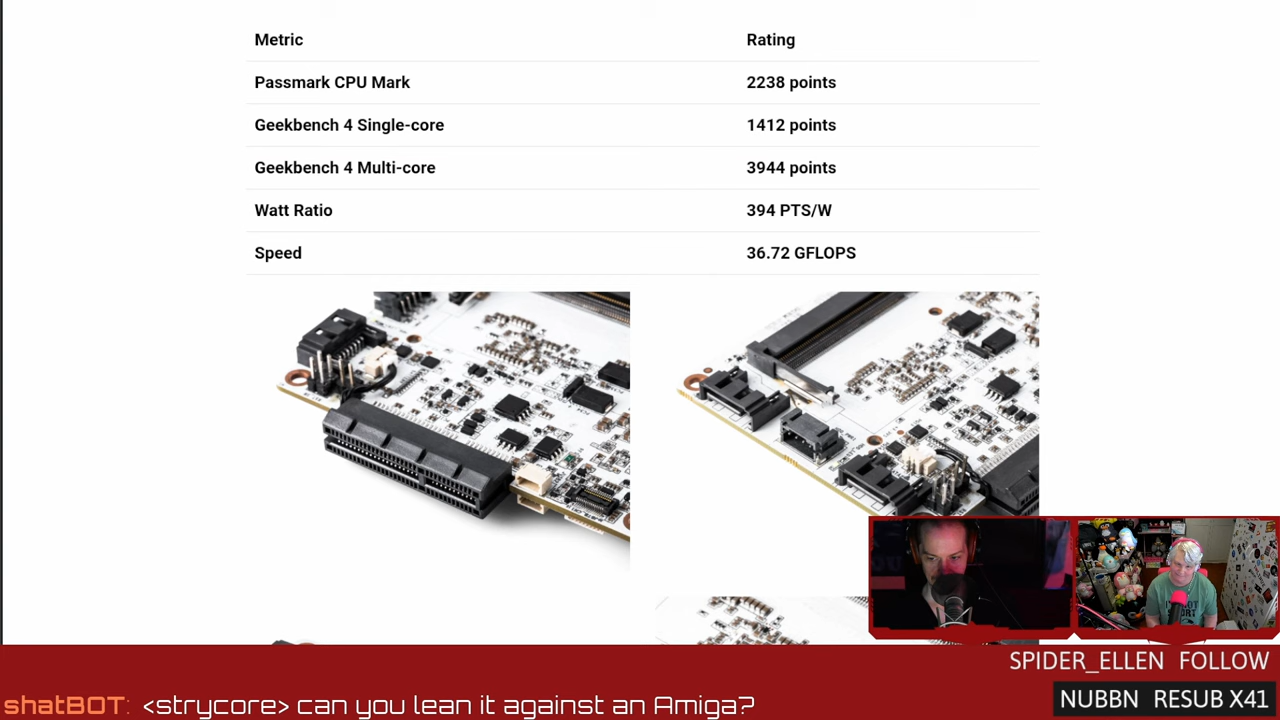 Metric Rating
Passmark CPU Mark 2238 points
Geekbench 4 Single-core 1412 points
Geekbench 4 Multi-core 3944 points
Watt Ratio 394 PTS/W
Speed 36.72 GFLOPS
SPIDER_ELLEN FOLLOW
NUBBN RESUB X41
shatBOT: <strycore> can you lean it against an Amiga?